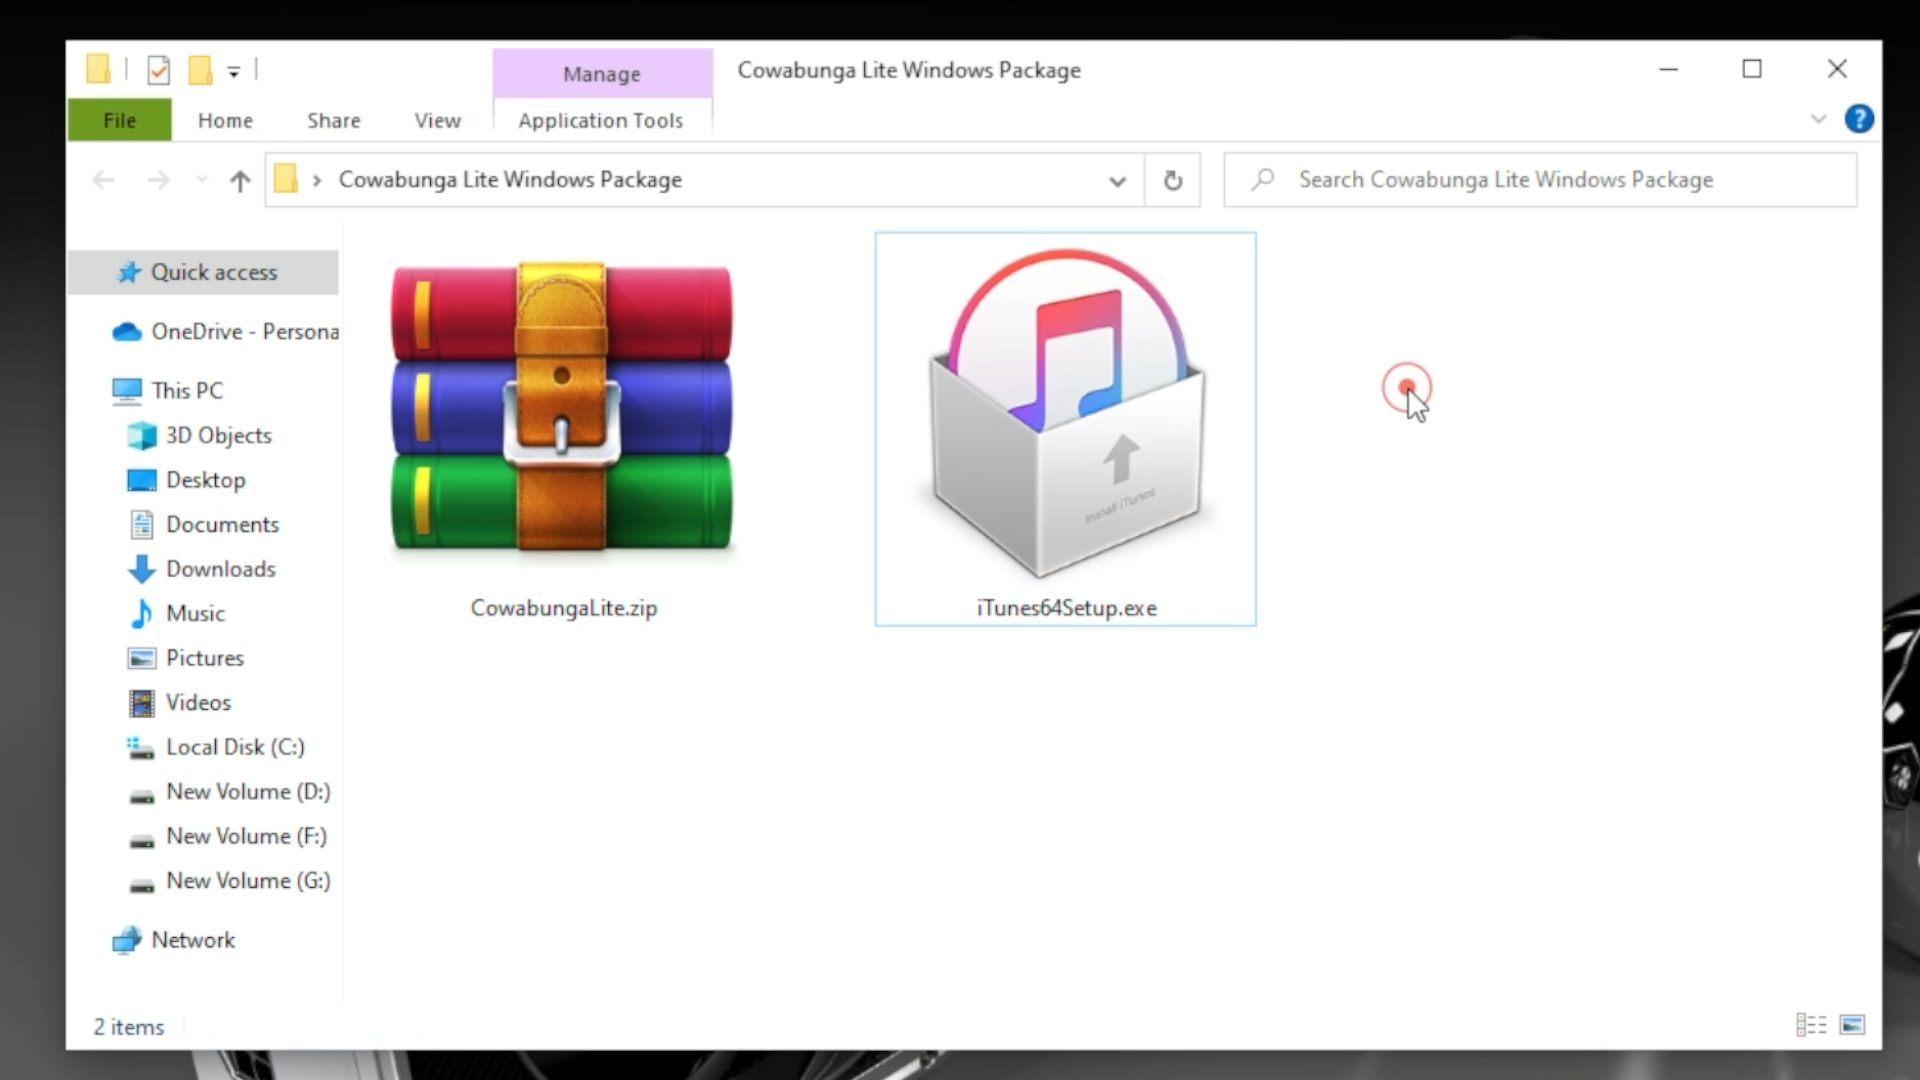 Manage
Cowabunga Lite Windows Package
File
Home
Share
View
Application Tools
?
Cowabunga Lite Windows Package
Search Cowabunga Lite Windows Package
Quick access
OneDrive - Persona
This PC
3D Objects
Desktop
Documents
Downloads
Music
Pictures
Videos
Local Disk (C:)
New Volume (D:)
New Volume (F:)
New Volume (G:)
Network
Install iTunes
CowabungaLite.zip
iTunes64Setup.exe
2 items